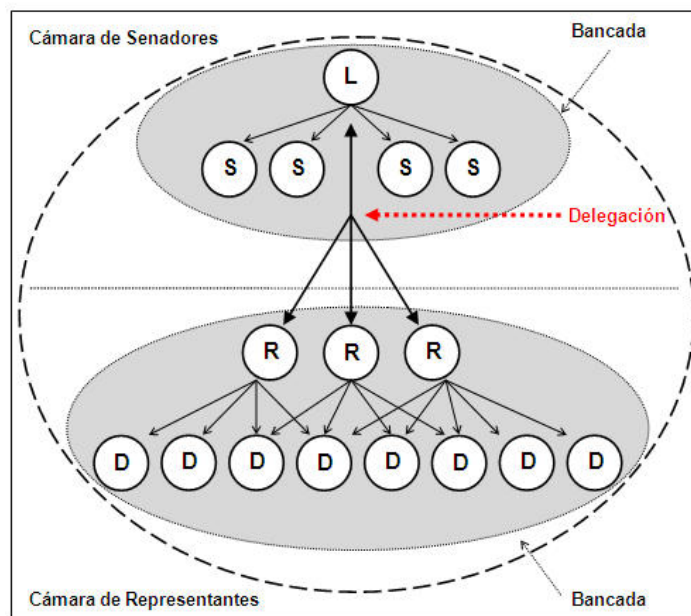 Cámara de Senadores
Bancada
L
S S S S
Delegación
R R R
D D D D D D D D
Cámara de Representantes
Bancada